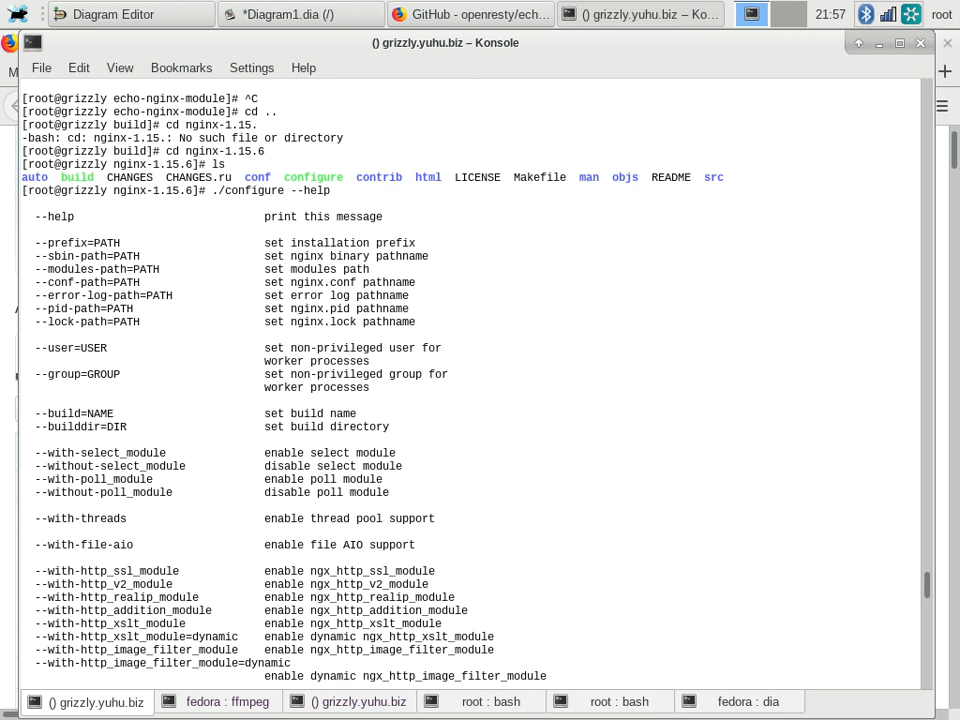 Diagram Editor
*Diagram1.dia (/)
GitHub - openresty/ech...
() grizzly.yuhu.biz – Ko...
21:57
root
() grizzly.yuhu.biz – Konsole
File Edit View Bookmarks Settings Help
[root@grizzly echo-nginx-module]# ^C
[root@grizzly echo-nginx-module]# cd ..
[root@grizzly build]# cd nginx-1.15.
-bash: cd: nginx-1.15.: No such file or directory
[root@grizzly build]# cd nginx-1.15.6
[root@grizzly nginx-1.15.6]# ls
auto build CHANGES CHANGES.ru conf configure contrib html LICENSE Makefile man objs README src
[root@grizzly nginx-1.15.6]# ./configure --help
--help print this message
--prefix=PATH set installation prefix
--sbin-path=PATH set nginx binary pathname
--modules-path=PATH set modules path
--conf-path=PATH set nginx.conf pathname
--error-log-path=PATH set error log pathname
--pid-path=PATH set nginx.pid pathname
--lock-path=PATH set nginx.lock pathname
--user=USER set non-privileged user for
worker processes
--group=GROUP set non-privileged group for
worker processes
--build=NAME set build name
--builddir=DIR set build directory
--with-select_module enable select module
--without-select_module disable select module
--with-poll_module enable poll module
--without-poll_module disable poll module
--with-threads enable thread pool support
--with-file-aio enable file AIO support
--with-http_ssl_module enable ngx_http_ssl_module
--with-http_v2_module enable ngx_http_v2_module
--with-http_realip_module enable ngx_http_realip_module
--with-http_addition_module enable ngx_http_addition_module
--with-http_xslt_module enable ngx_http_xslt_module
--with-http_xslt_module=dynamic enable dynamic ngx_http_xslt_module
--with-http_image_filter_module enable ngx_http_image_filter_module
--with-http_image_filter_module=dynamic
enable dynamic ngx_http_image_filter_module
() grizzly.yuhu.biz
fedora : ffmpeg
() grizzly.yuhu.biz
root : bash
root : bash
fedora : dia